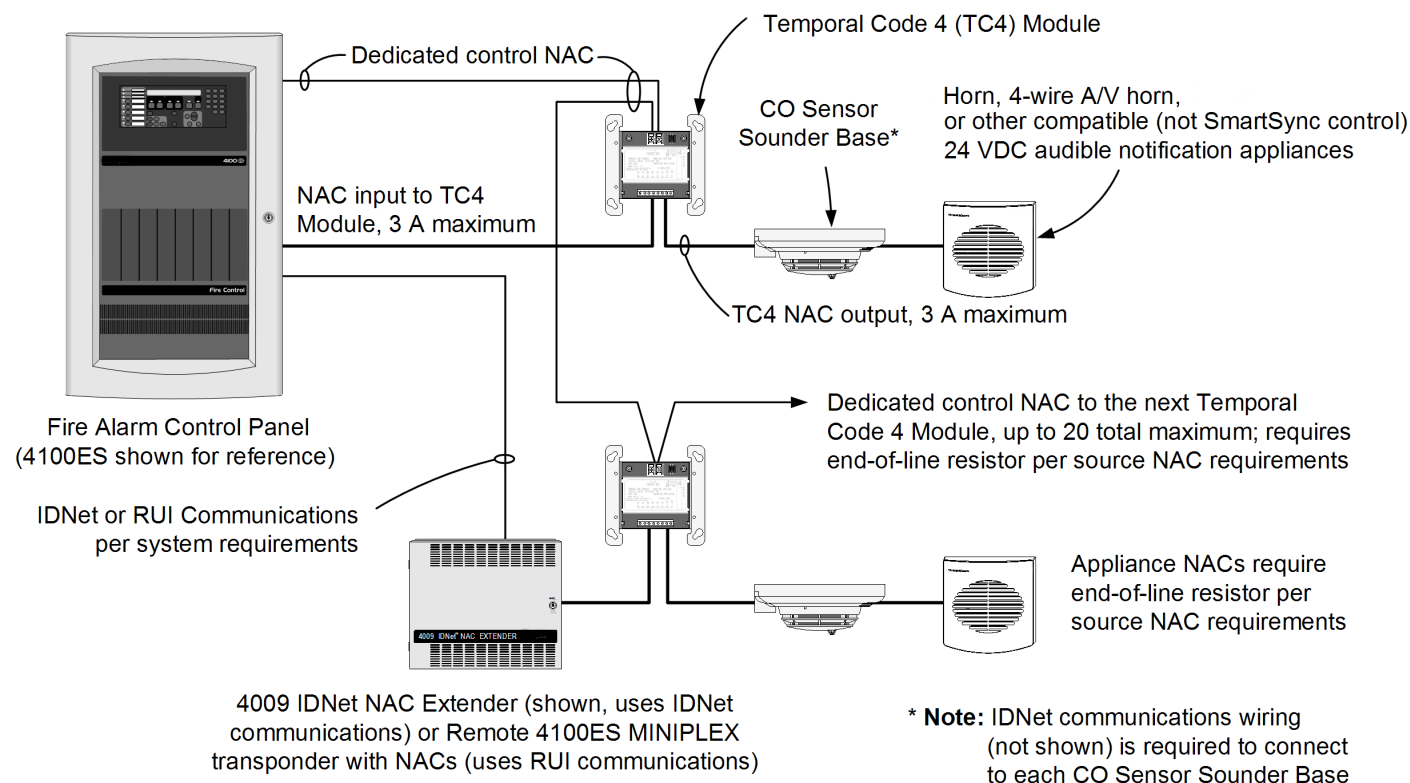 Temporal Code 4 (TC4) Module
Dedicated control NAC
CO Sensor
Sounder Base*
Horn, 4-wire A/V horn,
or other compatible (not SmartSync control)
24 VDC audible notification appliances
4100
NAC input to TC4
Module, 3 A maximum
Fire Control
TC4 NAC output, 3 A maximum
Fire Alarm Control Panel
(4100ES shown for reference)
Dedicated control NAC to the next Temporal
Code 4 Module, up to 20 total maximum; requires
end-of-line resistor per source NAC requirements
IDNet or RUI Communications
per system requirements
Appliance NACs require
end-of-line resistor per
source NAC requirements
4009 IDNet NAC EXTENDER
4009 IDNet NAC Extender (shown, uses IDNet
communications) or Remote 4100ES MINIPLEX
transponder with NACs (uses RUI communications)
* Note: IDNet communications wiring
(not shown) is required to connect
to each CO Sensor Sounder Base